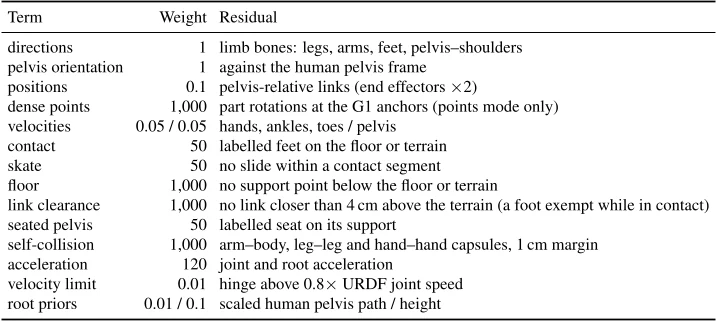 Term Weight Residual
directions 1 limb bones: legs, arms, feet, pelvis–shoulders
pelvis orientation 1 against the human pelvis frame
positions 0.1 pelvis-relative links (end effectors ×2)
dense points 1,000 part rotations at the G1 anchors (points mode only)
velocities 0.05 / 0.05 hands, ankles, toes / pelvis
contact 50 labelled feet on the floor or terrain
skate 50 no slide within a contact segment
floor 1,000 no support point below the floor or terrain
link clearance 1,000 no link closer than 4 cm above the terrain (a foot exempt while in contact)
seated pelvis 50 labelled seat on its support
self-collision 1,000 arm–body, leg–leg and hand–hand capsules, 1 cm margin
acceleration 120 joint and root acceleration
velocity limit 0.01 hinge above 0.8× URDF joint speed
root priors 0.01 / 0.1 scaled human pelvis path / height